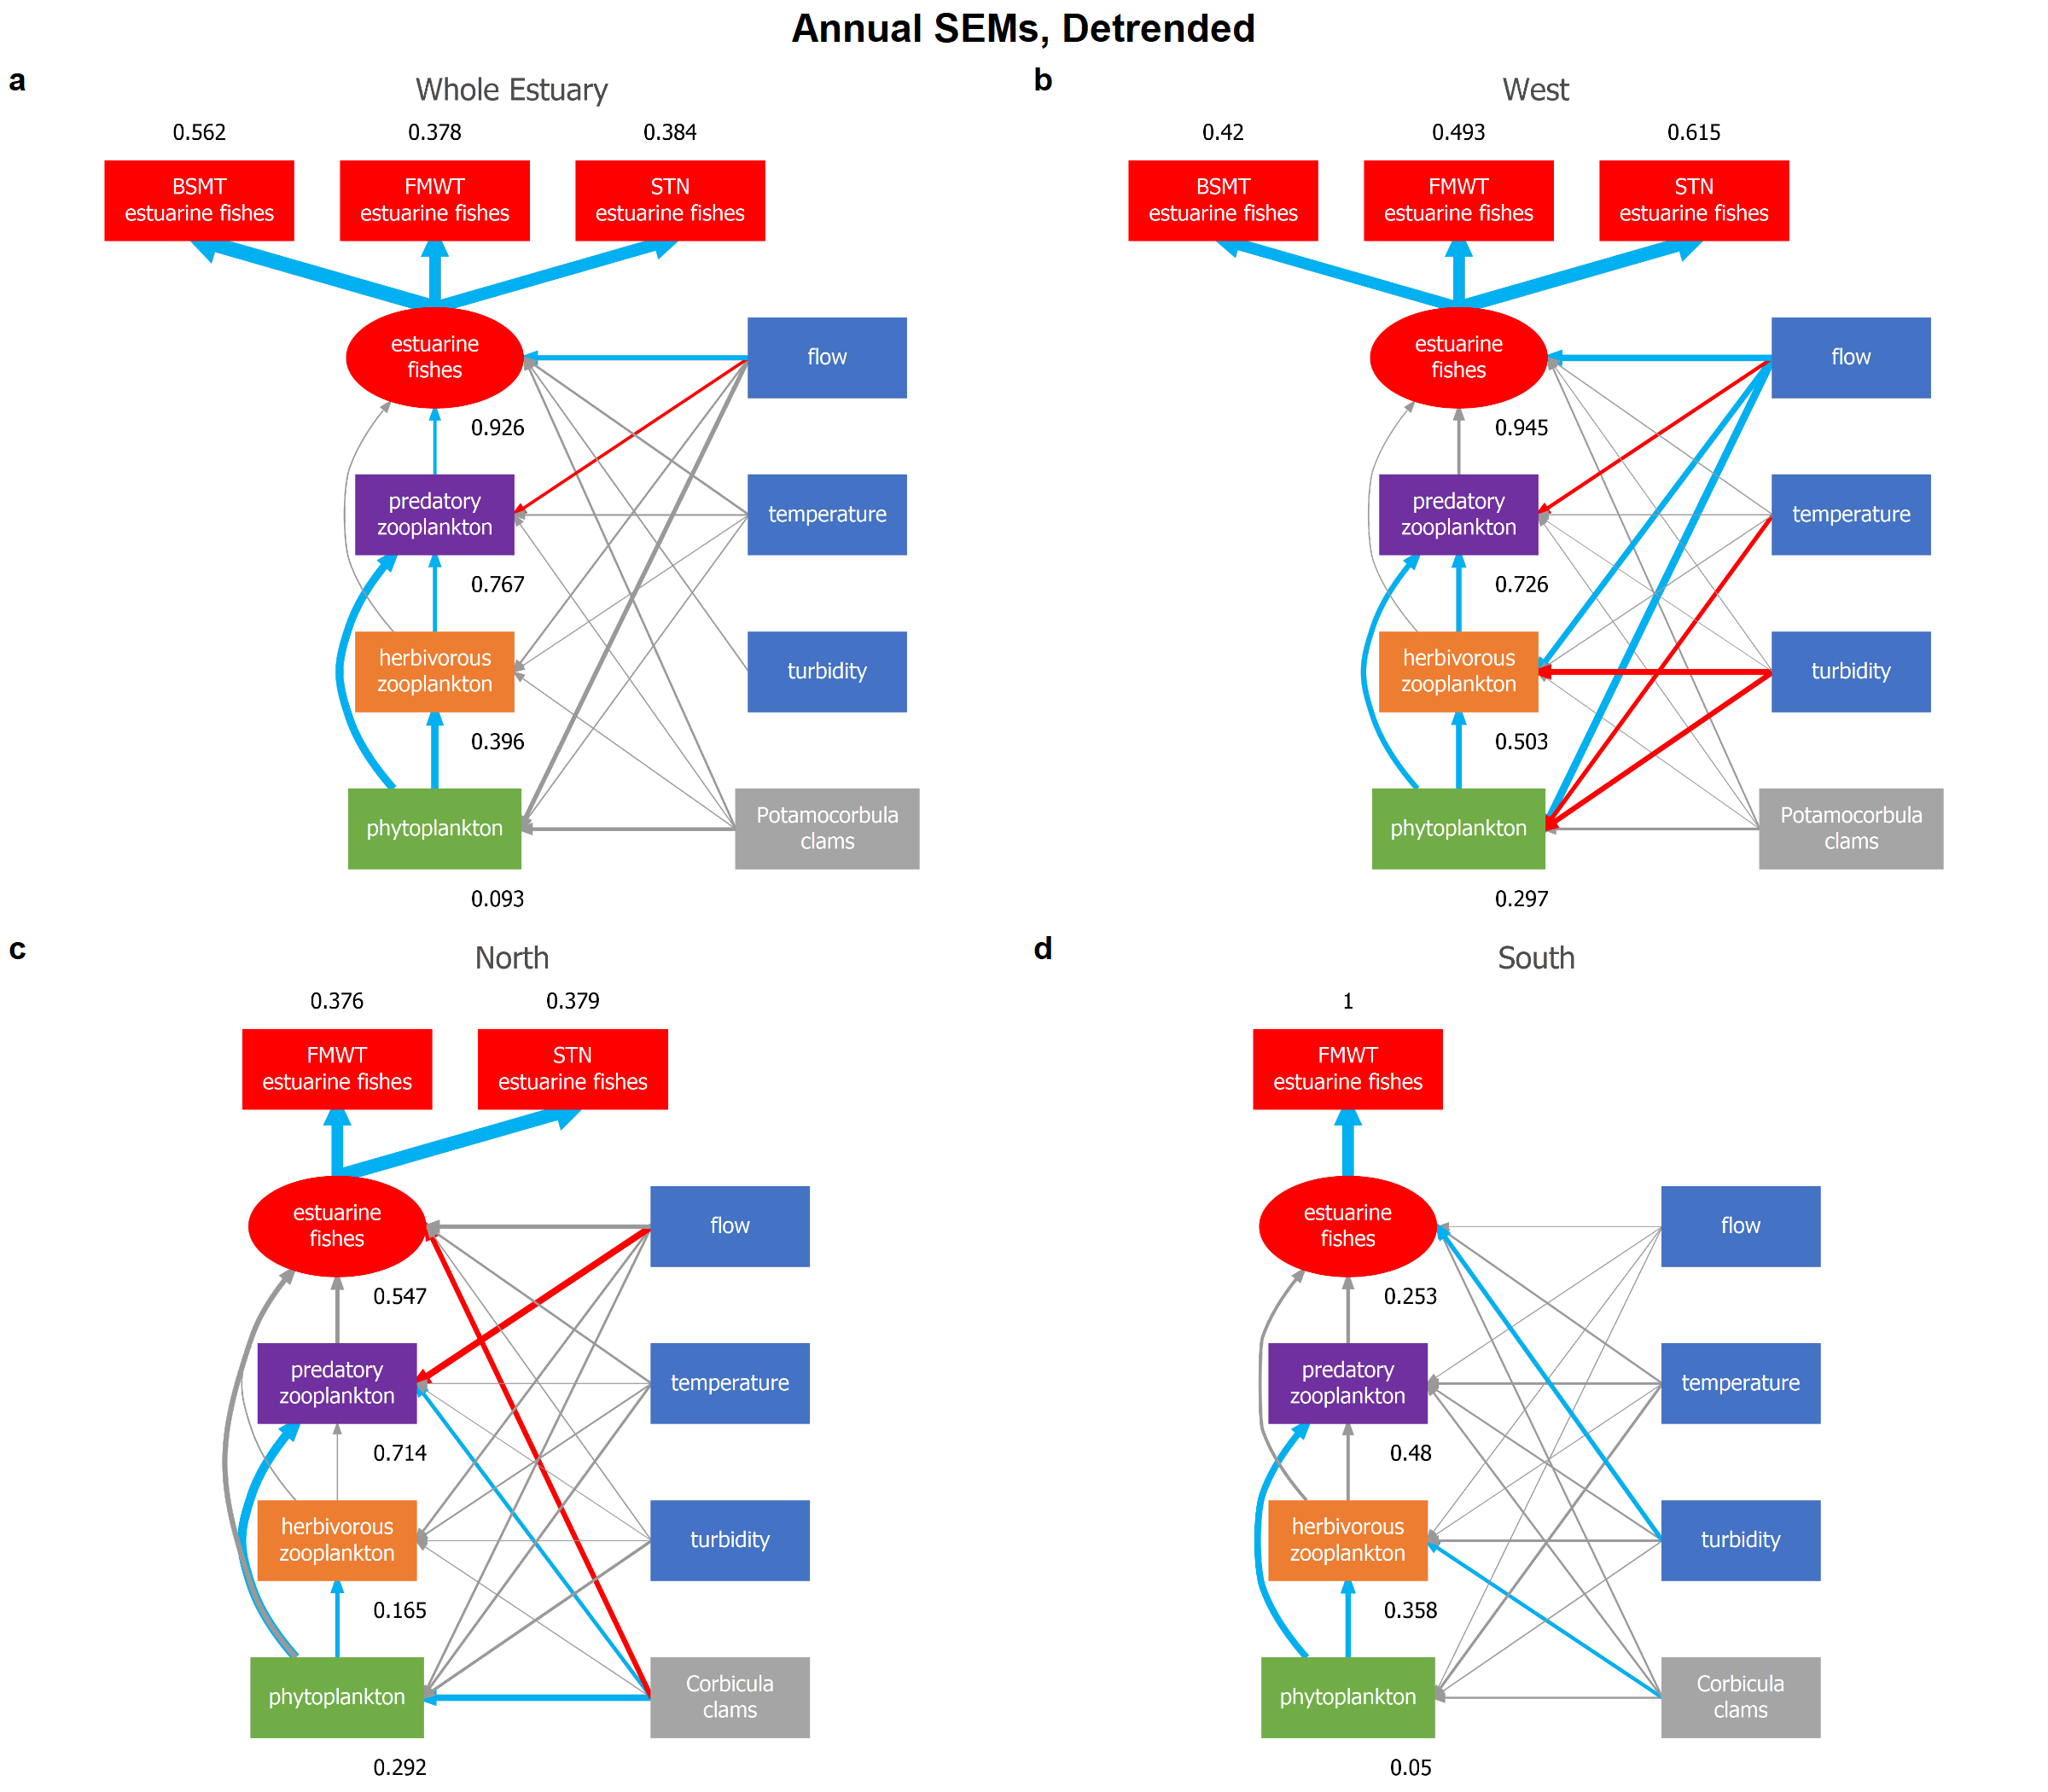 Annual SEMs, Detrended
a
Whole Estuary
0.562
0.378
0.384
BSMT
estuarine fishes
FMWT
estuarine fishes
STN
estuarine fishes
estuarine
fishes
flow
0.926
predatory
zooplankton
temperature
0.767
herbivorous
zooplankton
turbidity
0.396
phytoplankton
Potamocorbula
clams
0.093
b
West
0.42
0.493
0.615
BSMT
estuarine fishes
FMWT
estuarine fishes
STN
estuarine fishes
estuarine
fishes
flow
0.945
predatory
zooplankton
temperature
0.726
herbivorous
zooplankton
turbidity
0.503
phytoplankton
Potamocorbula
clams
0.297
c
North
0.376
0.379
FMWT
estuarine fishes
STN
estuarine fishes
estuarine
fishes
flow
0.547
predatory
zooplankton
temperature
0.714
herbivorous
zooplankton
turbidity
0.165
phytoplankton
Corbicula
clams
0.292
d
South
1
FMWT
estuarine fishes
estuarine
fishes
flow
0.253
predatory
zooplankton
temperature
0.48
herbivorous
zooplankton
turbidity
0.358
phytoplankton
Corbicula
clams
0.05